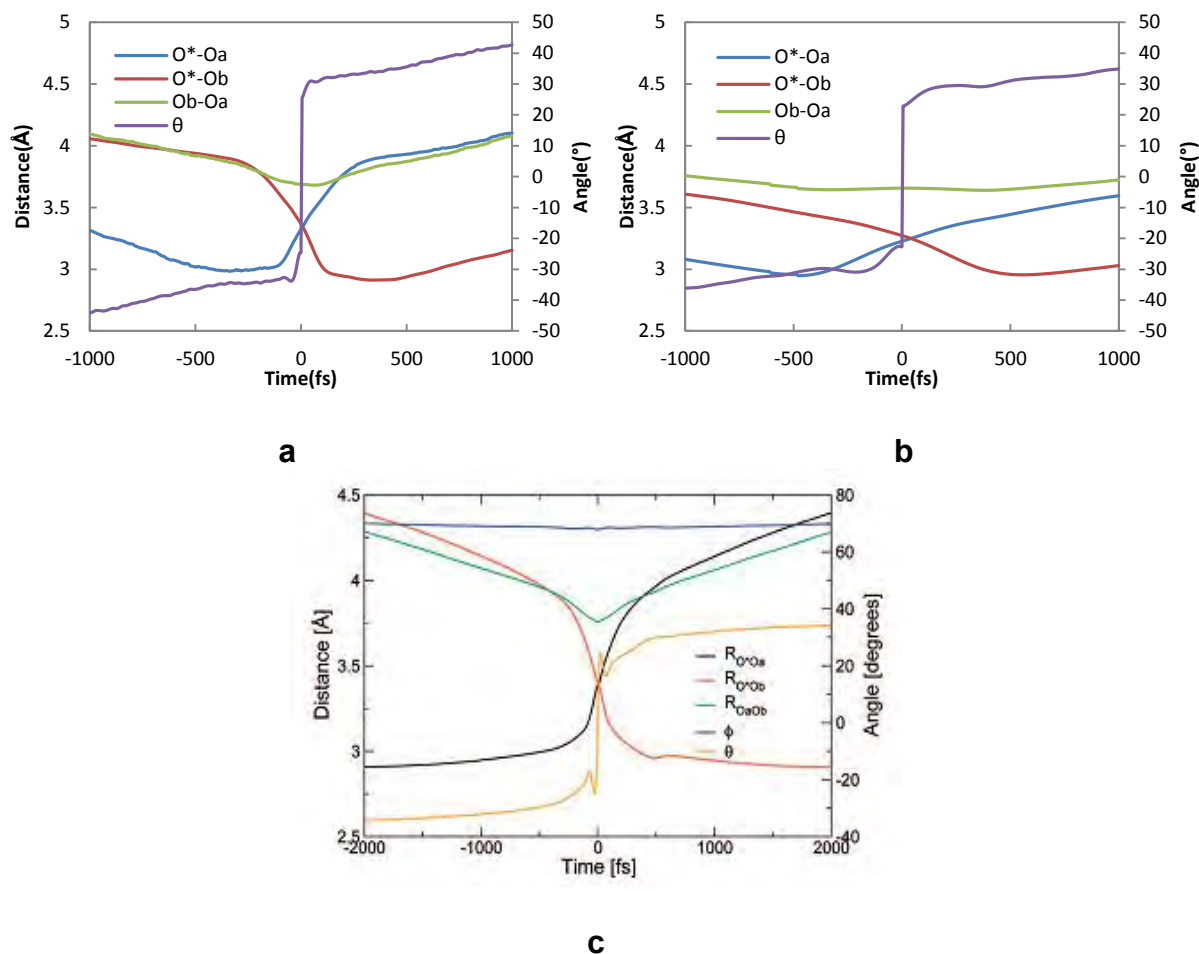 5
4.5
4
3.5
3
2.5
Distance(Å)
O*-Oa
O*-Ob
Ob-Oa
θ
50
40
30
20
10
0
-10
-20
-30
-40
-50
Angle(°)
-1000 -500 0 500 1000
Time(fs)
a
5
4.5
4
3.5
3
2.5
Distance(Å)
O*-Oa
O*-Ob
Ob-Oa
θ
50
40
30
20
10
0
-10
-20
-30
-40
-50
Angle(°)
-1000 -500 0 500 1000
Time(fs)
b
4.5
4
3.5
3
2.5
Distance [Å]
R O*Oa
R O*Ob
R OaOb
ϕ
θ
80
60
40
20
0
-20
-40
Angle [degrees]
-2000 -1000 0 1000 2000
Time [fs]
c